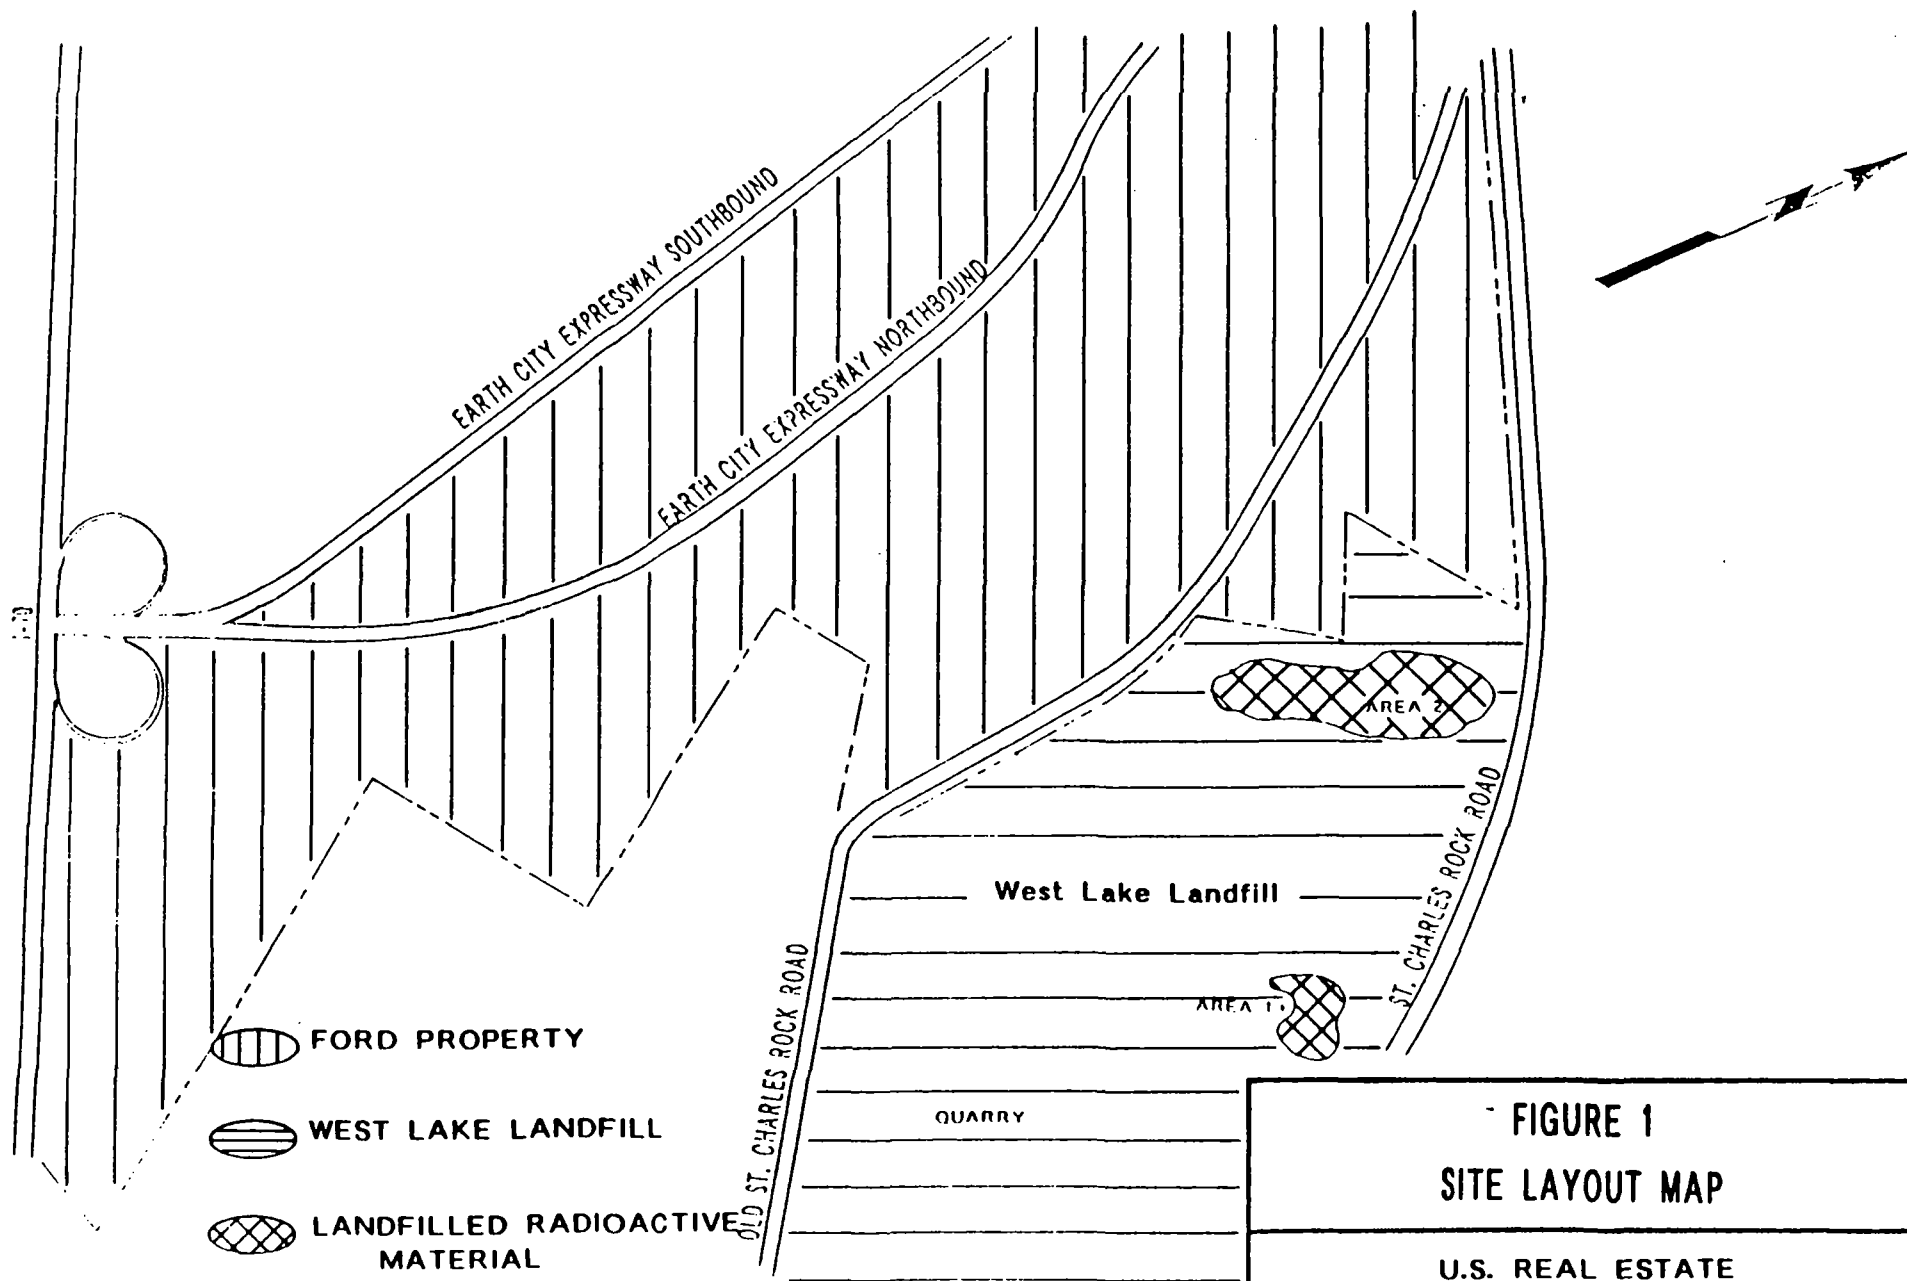 EARTH CITY EXPRESSWAY SOUTHBOUND
EARTH CITY EXPRESSWAY NORTHBOUND
AREA 2
ST. CHARLES ROCK ROAD
West Lake Landfill
AREA 1
OLD ST. CHARLES ROCK ROAD
QUARRY
FORD PROPERTY
WEST LAKE LANDFILL
LANDFILLED RADIOACTIVE
MATERIAL
FIGURE 1
SITE LAYOUT MAP
U.S. REAL ESTATE